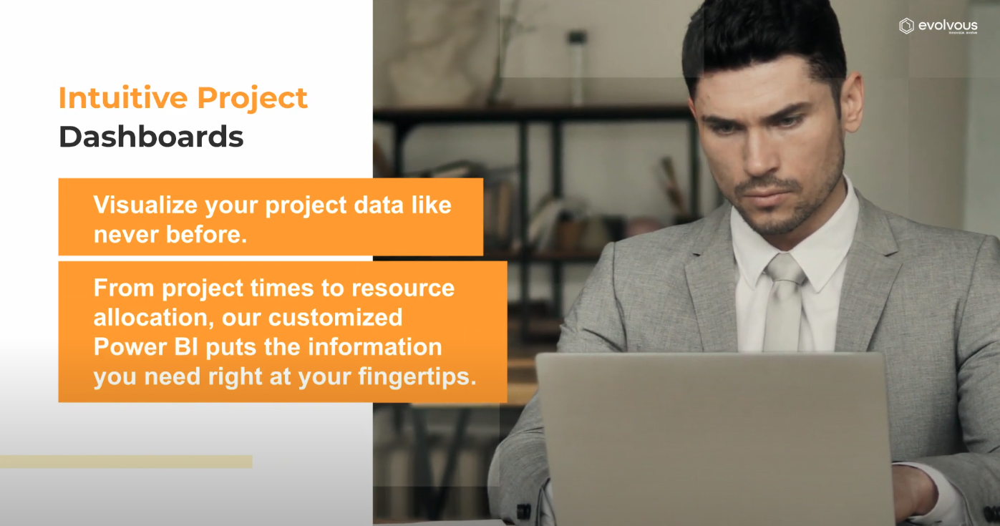 evolvous
innovate. evolve
Intuitive Project
Dashboards
Visualize your project data like
never before.
From project times to resource
allocation, our customized
Power BI puts the information
you need right at your fingertips.